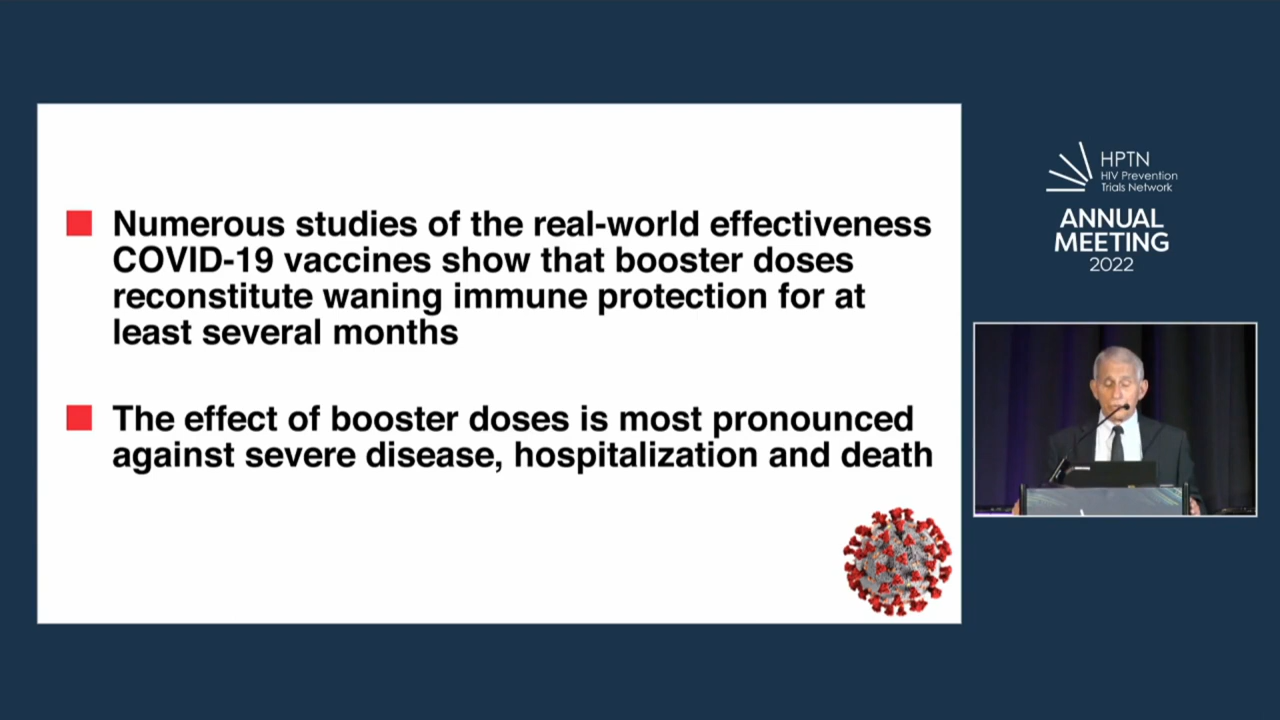 Numerous studies of the real-world effectiveness
COVID-19 vaccines show that booster doses
reconstitute waning immune protection for at
least several months
The effect of booster doses is most pronounced
against severe disease, hospitalization and death
HPTN
HIV Prevention
Trials Network
ANNUAL
MEETING
2022